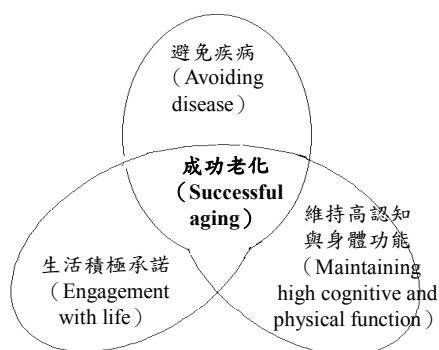 避免疾病
（Avoiding
disease）
成功老化
（Successful
aging）
生活積極承諾
（Engagement
with life）
維持高認知
與身體功能
（Maintaining
high cognitive and
physical function）